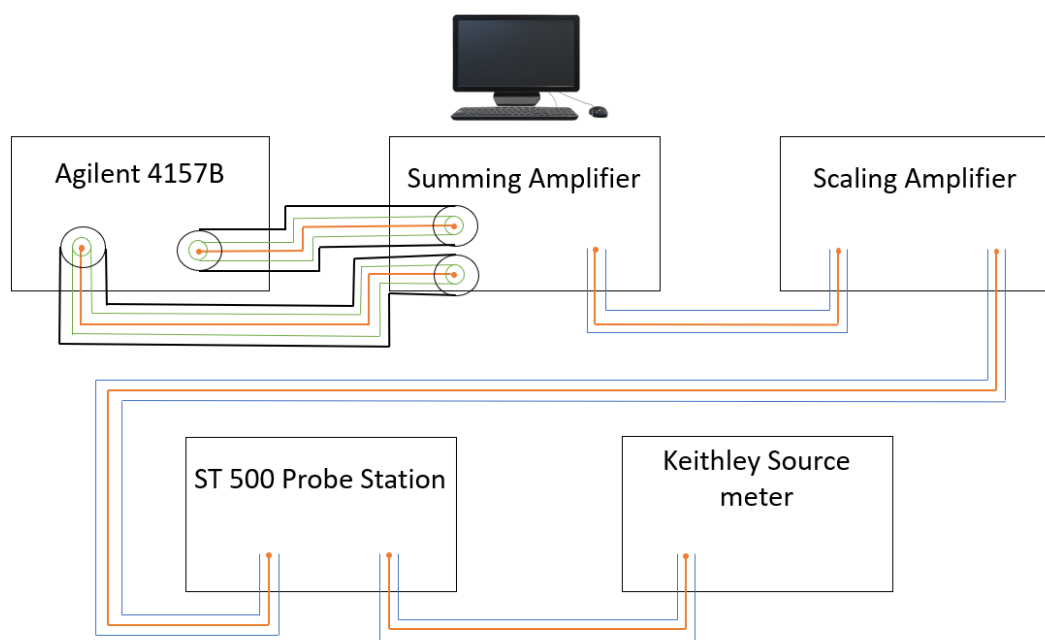 Agilent 4157B
Summing Amplifier
Scaling Amplifier
ST 500 Probe Station
Keithley Source
meter